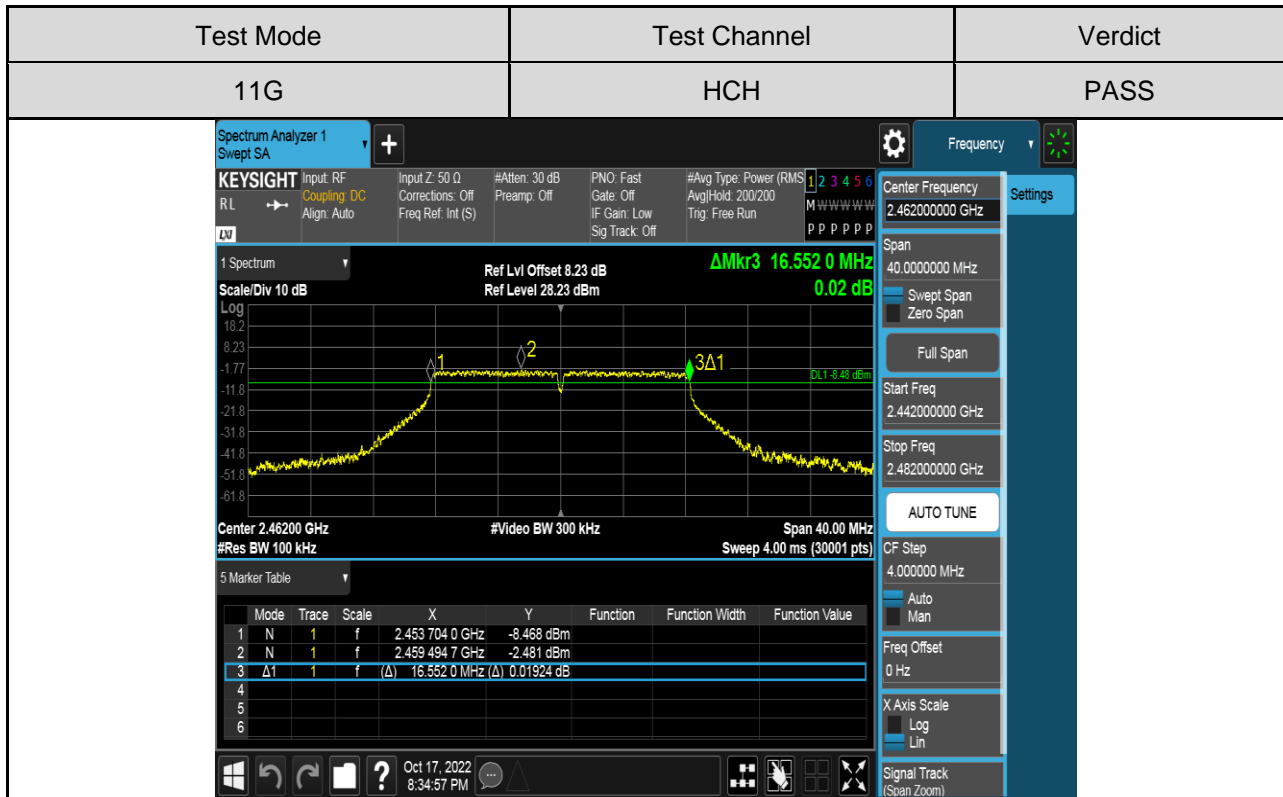 Test Mode Test Channel Verdict
11G HCH PASS
Spectrum Analyzer 1
Swept SA
+
Frequency
KEYSIGHT Input: RF Input Z: 50 Ω #Atten: 30 dB PNO: Fast #Avg Type: Power (RMS 1 2 3 4 5 6
RL Coupling: DC Corrections: Off Preamp: Off Gate: Off Avg|Hold: 200/200 M W W W W W
Align: Auto Freq Ref: Int (S) IF Gain: Low Trig: Free Run
LXI Sig Track: Off P P P P P P
1 Spectrum
Ref Lvl Offset 8.23 dB ΔMkr3 16.552 0 MHz
Scale/Div 10 dB Ref Level 28.23 dBm 0.02 dB
Log
18.2
8.23
-1.77
-11.8
-21.8
-31.8
-41.8
-51.8
-61.8
1
2
3Δ1
DL1 -8.48 dBm
Center 2.46200 GHz #Video BW 300 kHz Span 40.00 MHz
#Res BW 100 kHz Sweep 4.00 ms (30001 pts)
5 Marker Table
Mode Trace Scale X Y Function Function Width Function Value
1 N 1 f 2.453 704 0 GHz -8.468 dBm
2 N 1 f 2.459 494 7 GHz -2.481 dBm
3 Δ1 1 f (Δ) 16.552 0 MHz (Δ) 0.01924 dB
4
5
6
? Oct 17, 2022
8:34:57 PM
Center Frequency
2.462000000 GHz
Settings
Span
40.0000000 MHz
Swept Span
Zero Span
Full Span
Start Freq
2.442000000 GHz
Stop Freq
2.482000000 GHz
AUTO TUNE
CF Step
4.000000 MHz
Auto
Man
Freq Offset
0 Hz
X Axis Scale
Log
Lin
Signal Track
(Span Zoom)